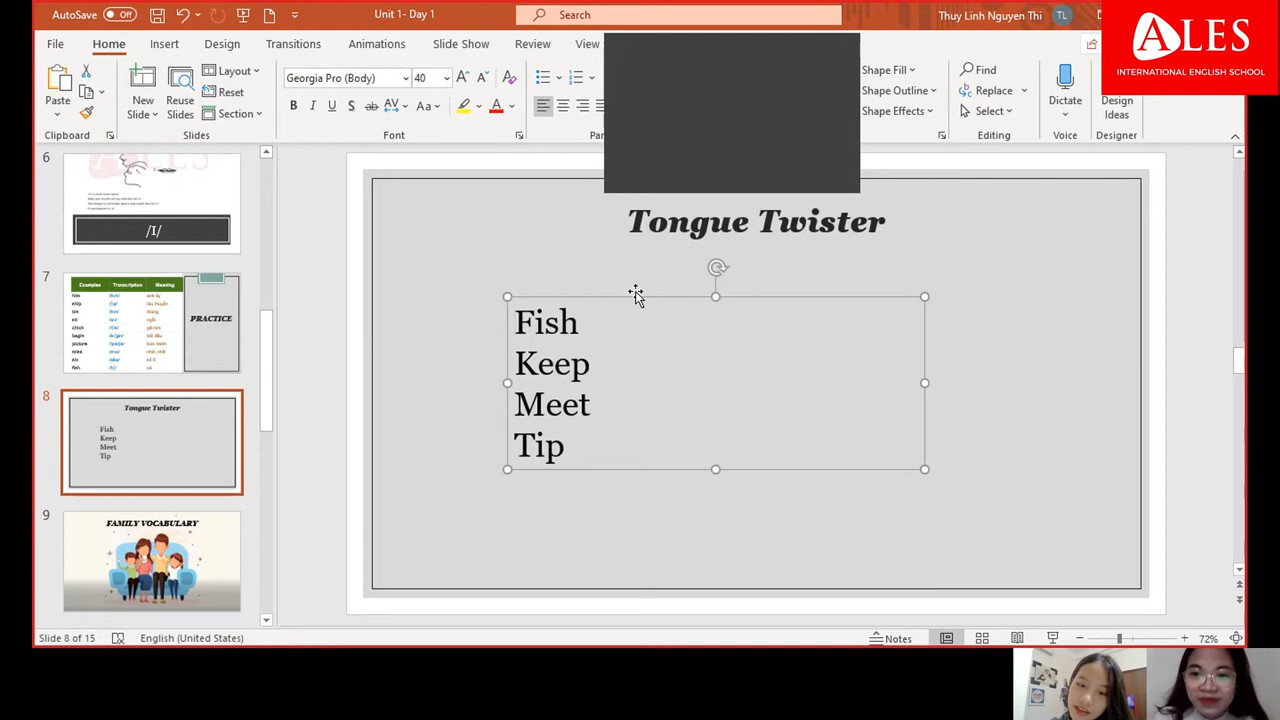 AutoSave Off
Unit 1- Day 1
Search
Thuy Linh Nguyen Thi TL
ALES
INTERNATIONAL ENGLISH SCHOOL
File Home Insert Design Transitions Animations Slide Show Review View
Paste
New Slide
Reuse Slides
Layout
Reset
Section
Georgia Pro (Body) 40
Shape Fill
Shape Outline
Shape Effects
Find
Replace
Select
Dictate
Design Ideas
Clipboard Slides Font Par Editing Voice Designer
6
/I/
7
Examples Transcription Meaning
PRACTICE
8
Tongue Twister
Fish
Keep
Meet
Tip
9
FAMILY VOCABULARY
Tongue Twister
Fish
Keep
Meet
Tip
Slide 8 of 15 English (United States) Notes 72%